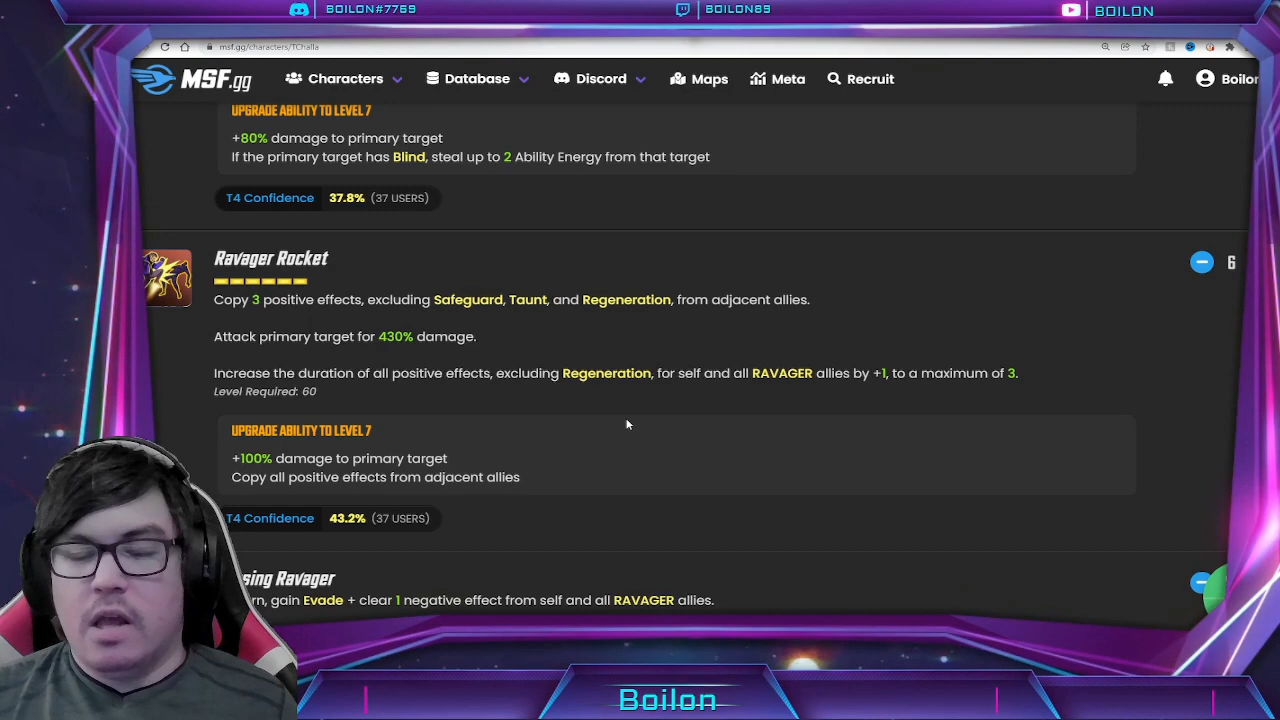 BOILON#7769
BOILON89
BOILON
msf.gg/characters/TChalla
MSF.gg
Characters
Database
Discord
Maps
Meta
Recruit
Boilon
UPGRADE ABILITY TO LEVEL 7
+80% damage to primary target
If the primary target has Blind, steal up to 2 Ability Energy from that target
T4 Confidence 37.8% (37 USERS)
Ravager Rocket
6
Copy 3 positive effects, excluding Safeguard, Taunt, and Regeneration, from adjacent allies.
Attack primary target for 430% damage.
Increase the duration of all positive effects, excluding Regeneration, for self and all RAVAGER allies by +1, to a maximum of 3.
Level Required: 60
UPGRADE ABILITY TO LEVEL 7
+100% damage to primary target
Copy all positive effects from adjacent allies
T4 Confidence 43.2% (37 USERS)
sing Ravager
rn, gain Evade + clear 1 negative effect from self and all RAVAGER allies.
Boilon